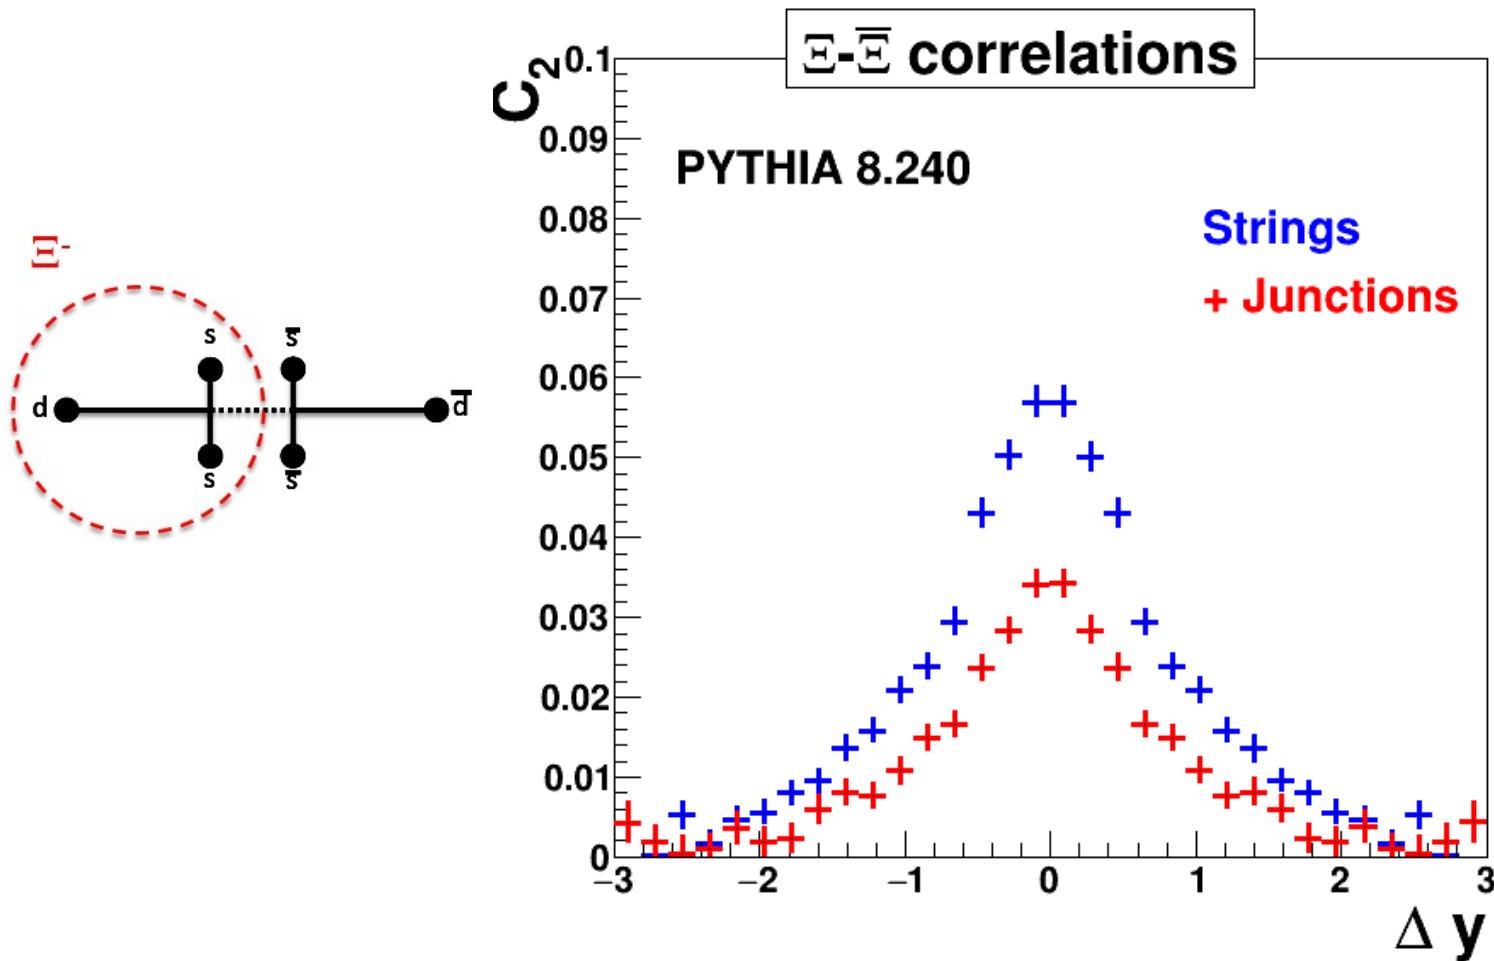 Ξ-Ξ̅ correlations
C₂
0.1
0.09
0.08
0.07
0.06
0.05
0.04
0.03
0.02
0.01
0
PYTHIA 8.240
Strings
+ Junctions
−3 −2 −1 0 1 2 3
Δ y
Ξ⁻
s s̅
d d̅
s s̅